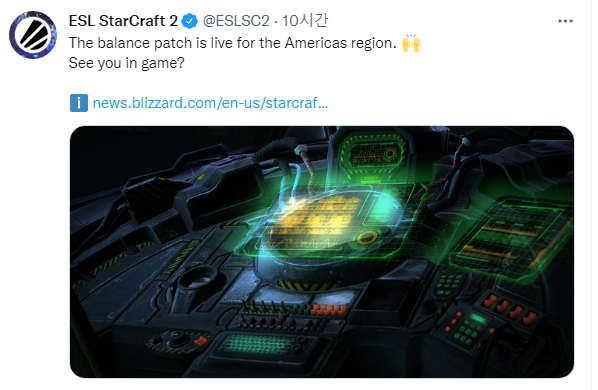 ESL StarCraft 2 @ESLSC2 · 10시간
The balance patch is live for the Americas region. 🙌
See you in game?
ℹ️ news.blizzard.com/en-us/starcraf...